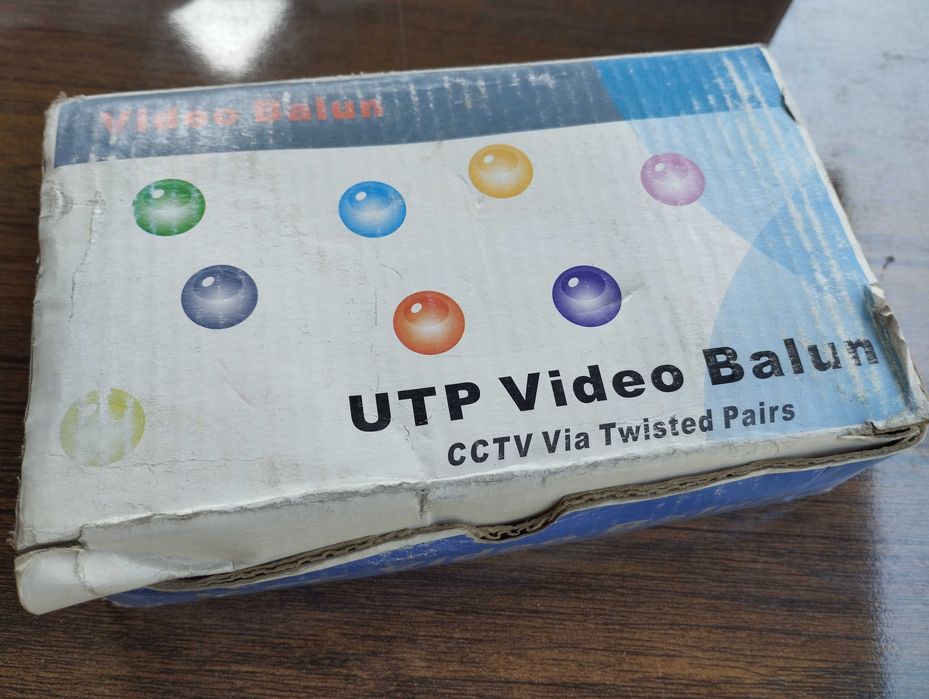 Video Balun
UTP Video Balun
CCTV Via Twisted Pairs